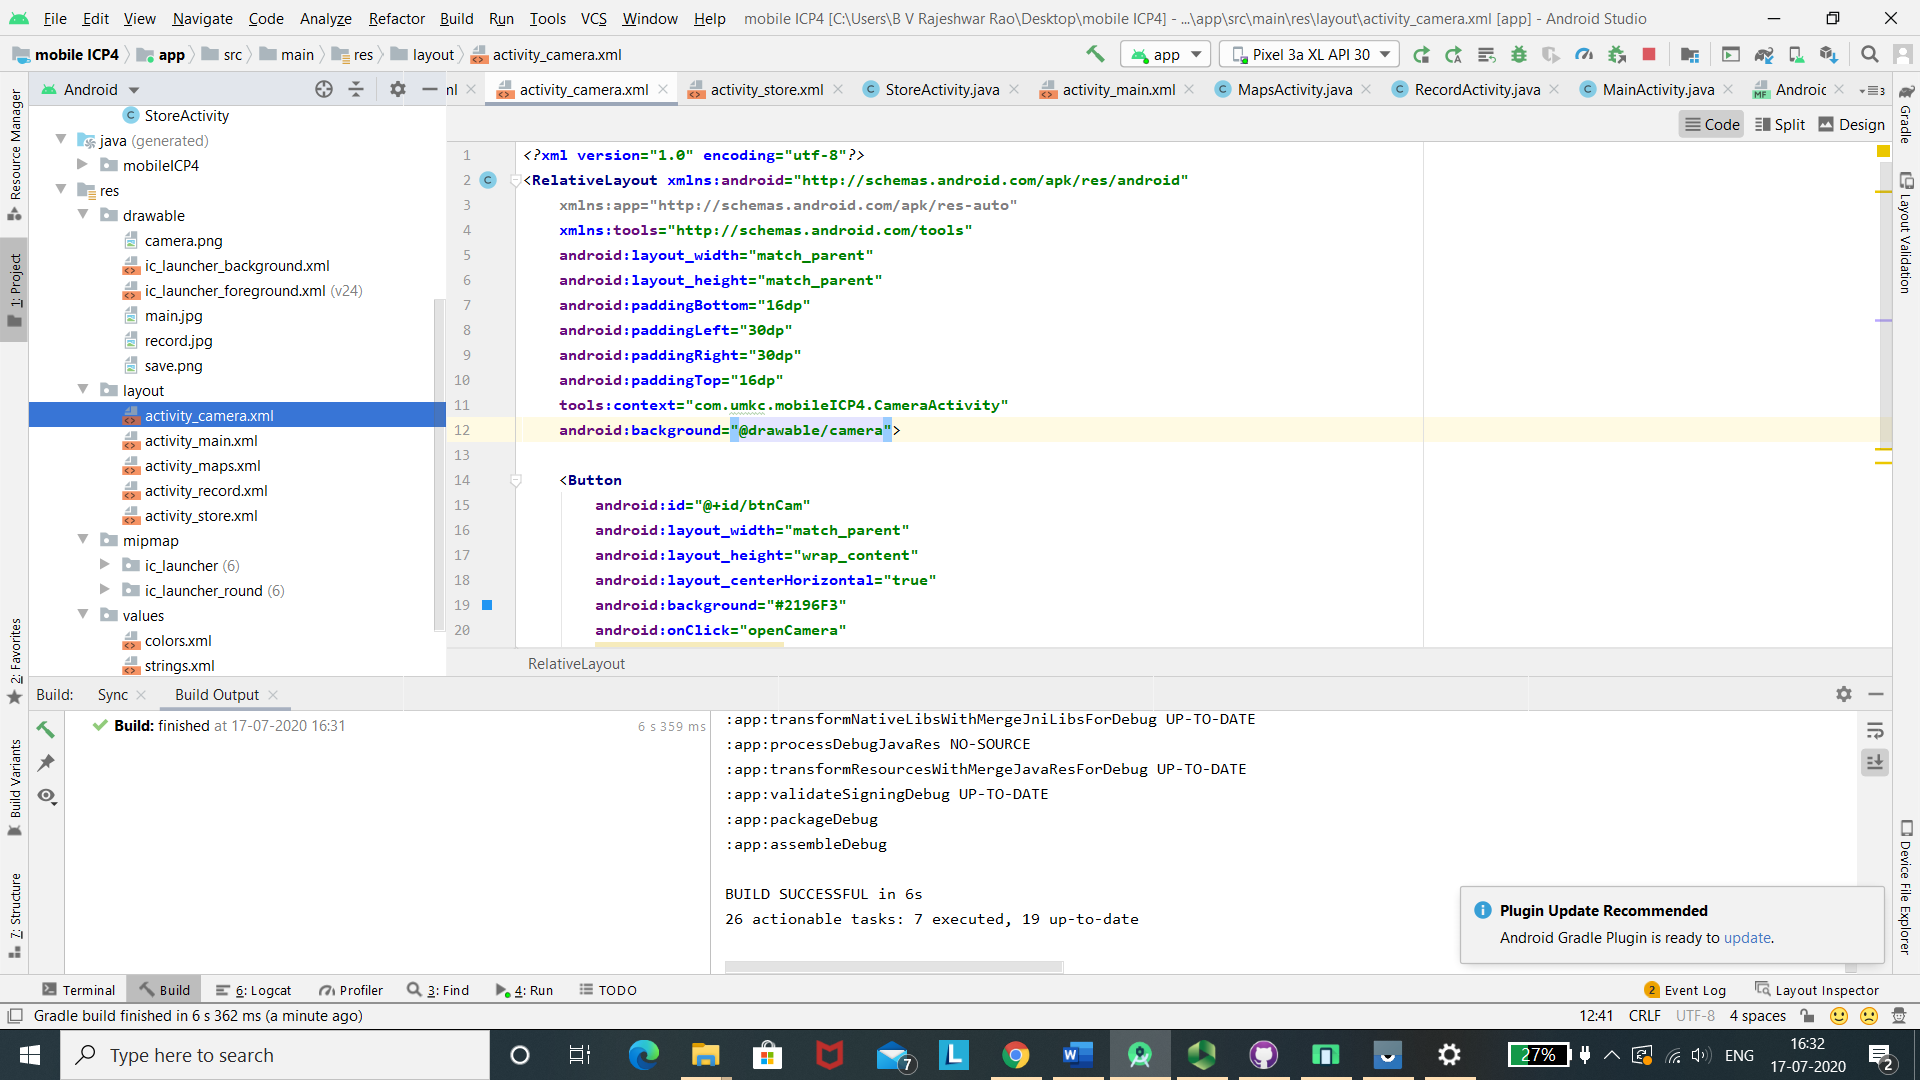 File Edit View Navigate Code Analyze Refactor Build Run Tools VCS Window Help mobile ICP4 [C:\Users\B V Rajeshwar Rao\Desktop\mobile ICP4] - ...\app\src\main\res\layout\activity_camera.xml [app] - Android Studio
mobile ICP4 app src main res layout activity_camera.xml app Pixel 3a XL API 30
Android ml activity_camera.xml activity_store.xml StoreActivity.java activity_main.xml MapsActivity.java RecordActivity.java MainActivity.java Androic 3
Code Split Design
Resource Manager
1: Project
2: Favorites
Build Variants
7: Structure
StoreActivity
java (generated)
mobileICP4
res
drawable
camera.png
ic_launcher_background.xml
ic_launcher_foreground.xml (v24)
main.jpg
record.jpg
save.png
layout
activity_camera.xml
activity_main.xml
activity_maps.xml
activity_record.xml
activity_store.xml
mipmap
ic_launcher (6)
ic_launcher_round (6)
values
colors.xml
strings.xml
1 <?xml version="1.0" encoding="utf-8"?>
2 C <RelativeLayout xmlns:android="http://schemas.android.com/apk/res/android"
3 xmlns:app="http://schemas.android.com/apk/res-auto"
4 xmlns:tools="http://schemas.android.com/tools"
5 android:layout_width="match_parent"
6 android:layout_height="match_parent"
7 android:paddingBottom="16dp"
8 android:paddingLeft="30dp"
9 android:paddingRight="30dp"
10 android:paddingTop="16dp"
11 tools:context="com.umkc.mobileICP4.CameraActivity"
12 android:background="@drawable/camera">
13
14 <Button
15 android:id="@+id/btnCam"
16 android:layout_width="match_parent"
17 android:layout_height="wrap_content"
18 android:layout_centerHorizontal="true"
19 android:background="#2196F3"
20 android:onClick="openCamera"
RelativeLayout
Gradle
Layout Validation
Device File Explorer
Build: Sync Build Output
Build: finished at 17-07-2020 16:31 6 s 359 ms
:app:transformNativeLibsWithMergeJniLibsForDebug UP-TO-DATE
:app:processDebugJavaRes NO-SOURCE
:app:transformResourcesWithMergeJavaResForDebug UP-TO-DATE
:app:validateSigningDebug UP-TO-DATE
:app:packageDebug
:app:assembleDebug
BUILD SUCCESSFUL in 6s
26 actionable tasks: 7 executed, 19 up-to-date
Plugin Update Recommended
Android Gradle Plugin is ready to update.
Terminal Build 6: Logcat Profiler 3: Find 4: Run TODO 2 Event Log Layout Inspector
Gradle build finished in 6 s 362 ms (a minute ago) 12:41 CRLF UTF-8 4 spaces
Type here to search 7 L W 27% ENG 16:32
17-07-2020 2